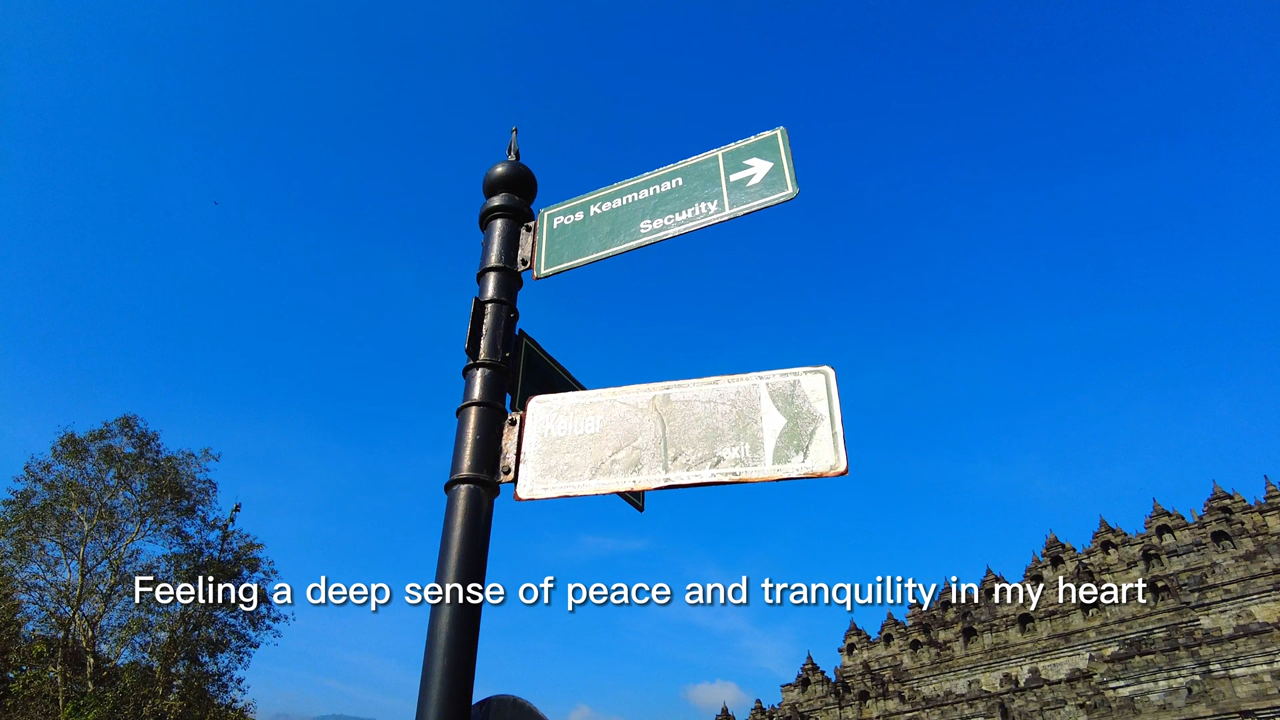 Pos Keamanan
Security
Keluar
Feeling a deep sense of peace and tranquility in my heart